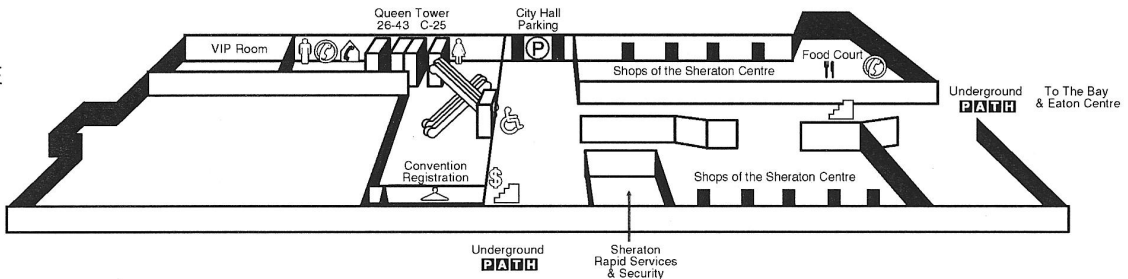 Queen Tower
26-43 C-25
City Hall
Parking
P
VIP Room
Food Court
Shops of the Sheraton Centre
Underground
PATH
To The Bay
& Eaton Centre
Convention
Registration
$
Shops of the Sheraton Centre
Underground
PATH
Sheraton
Rapid Services
& Security